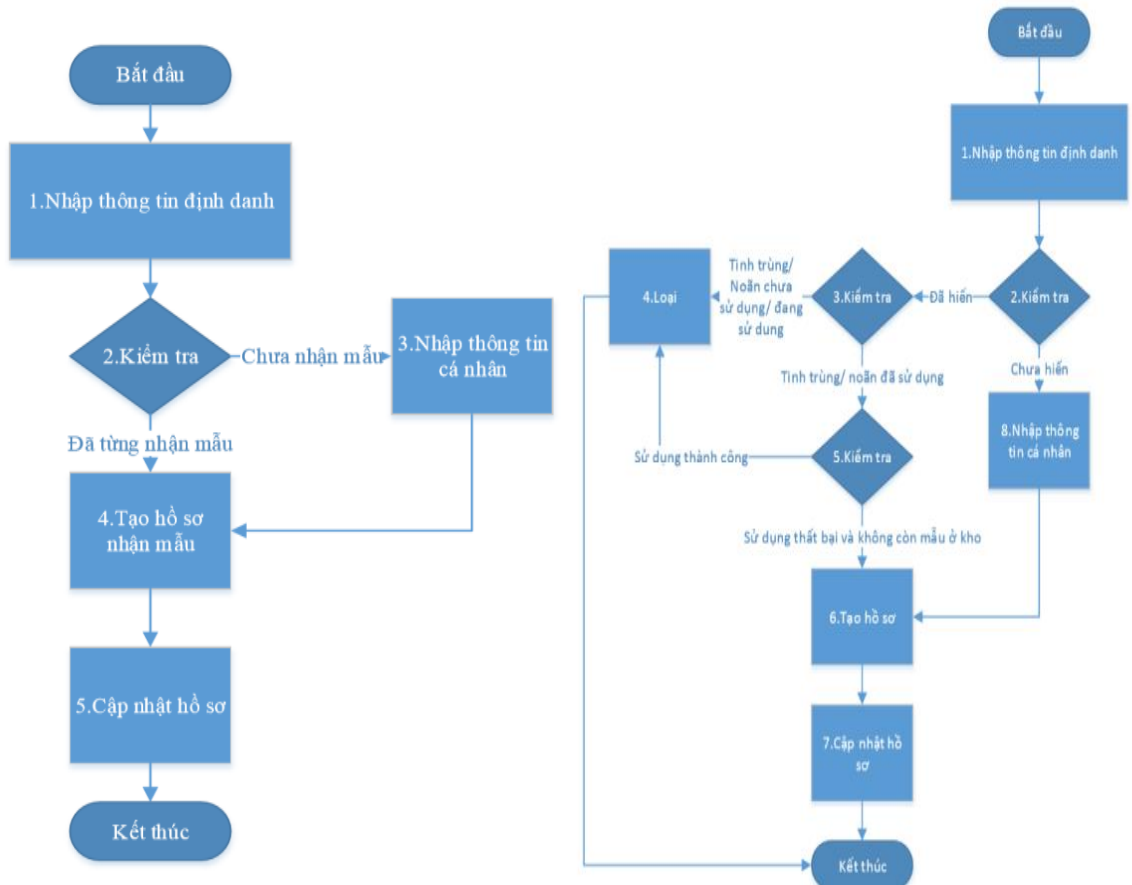 Bắt đầu
1.Nhập thông tin định danh
2.Kiểm tra
Chưa nhận mẫu
3.Nhập thông tin
cá nhân
Đã từng nhận mẫu
4.Tạo hồ sơ
nhận mẫu
5.Cập nhật hồ sơ
Kết thúc
Bắt đầu
1.Nhập thông tin định danh
2.Kiểm tra
Đã hiến
3.Kiểm tra
Tinh trùng/
Noãn chưa
sử dụng/ đang
sử dung
4.Loại
Chưa hiến
8.Nhập thông
tin cá nhân
Tinh trùng/ noãn đã sử dụng
5.Kiểm tra
Sử dụng thành công
Sử dụng thất bại và không còn mẫu ở kho
6.Tạo hồ sơ
7.Cập nhật hồ
sơ
Kết thúc